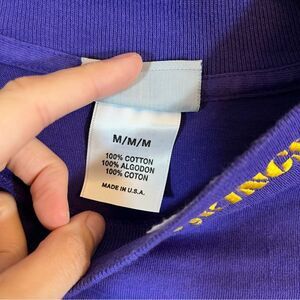 M/M/M
100% COTTON
100% ALGODON
100% COTON
MADE IN U.S.A.